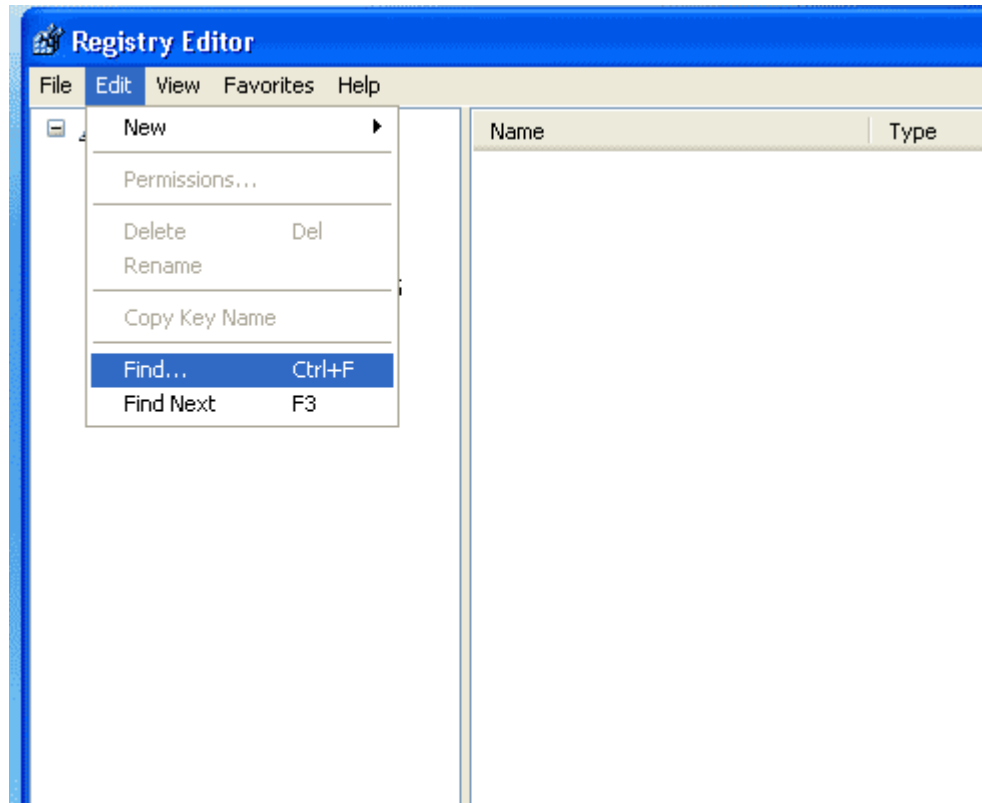 Registry Editor
File Edit View Favorites Help
New
Name Type
Permissions...
Delete Del
Rename
Copy Key Name
Find... Ctrl+F
Find Next F3